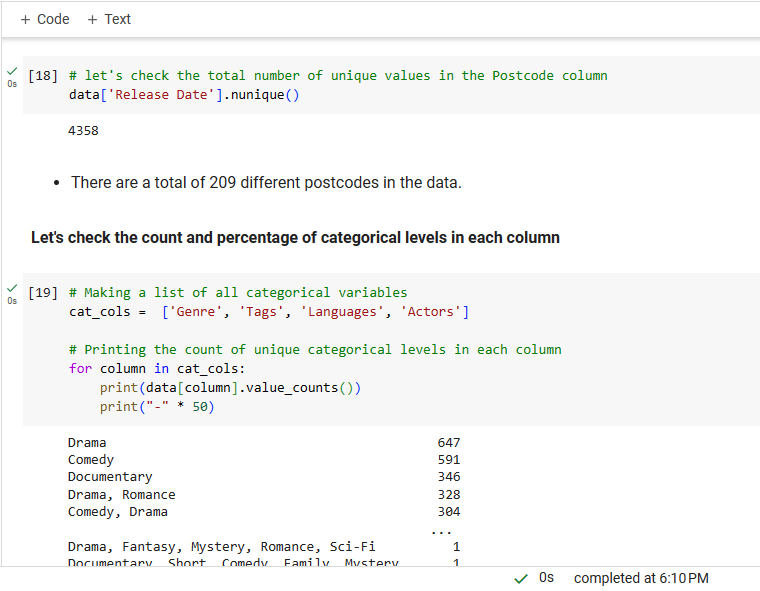 + Code + Text
[18] # let's check the total number of unique values in the Postcode column
0s data['Release Date'].nunique()
4358
• There are a total of 209 different postcodes in the data.
Let's check the count and percentage of categorical levels in each column
[19] # Making a list of all categorical variables
0s cat_cols = ['Genre', 'Tags', 'Languages', 'Actors']
# Printing the count of unique categorical levels in each column
for column in cat_cols:
print(data[column].value_counts())
print("-" * 50)
Drama 647
Comedy 591
Documentary 346
Drama, Romance 328
Comedy, Drama 304
...
Drama, Fantasy, Mystery, Romance, Sci-Fi 1
Documentary, Short, Comedy, Family, Mystery 1
0s completed at 6:10 PM